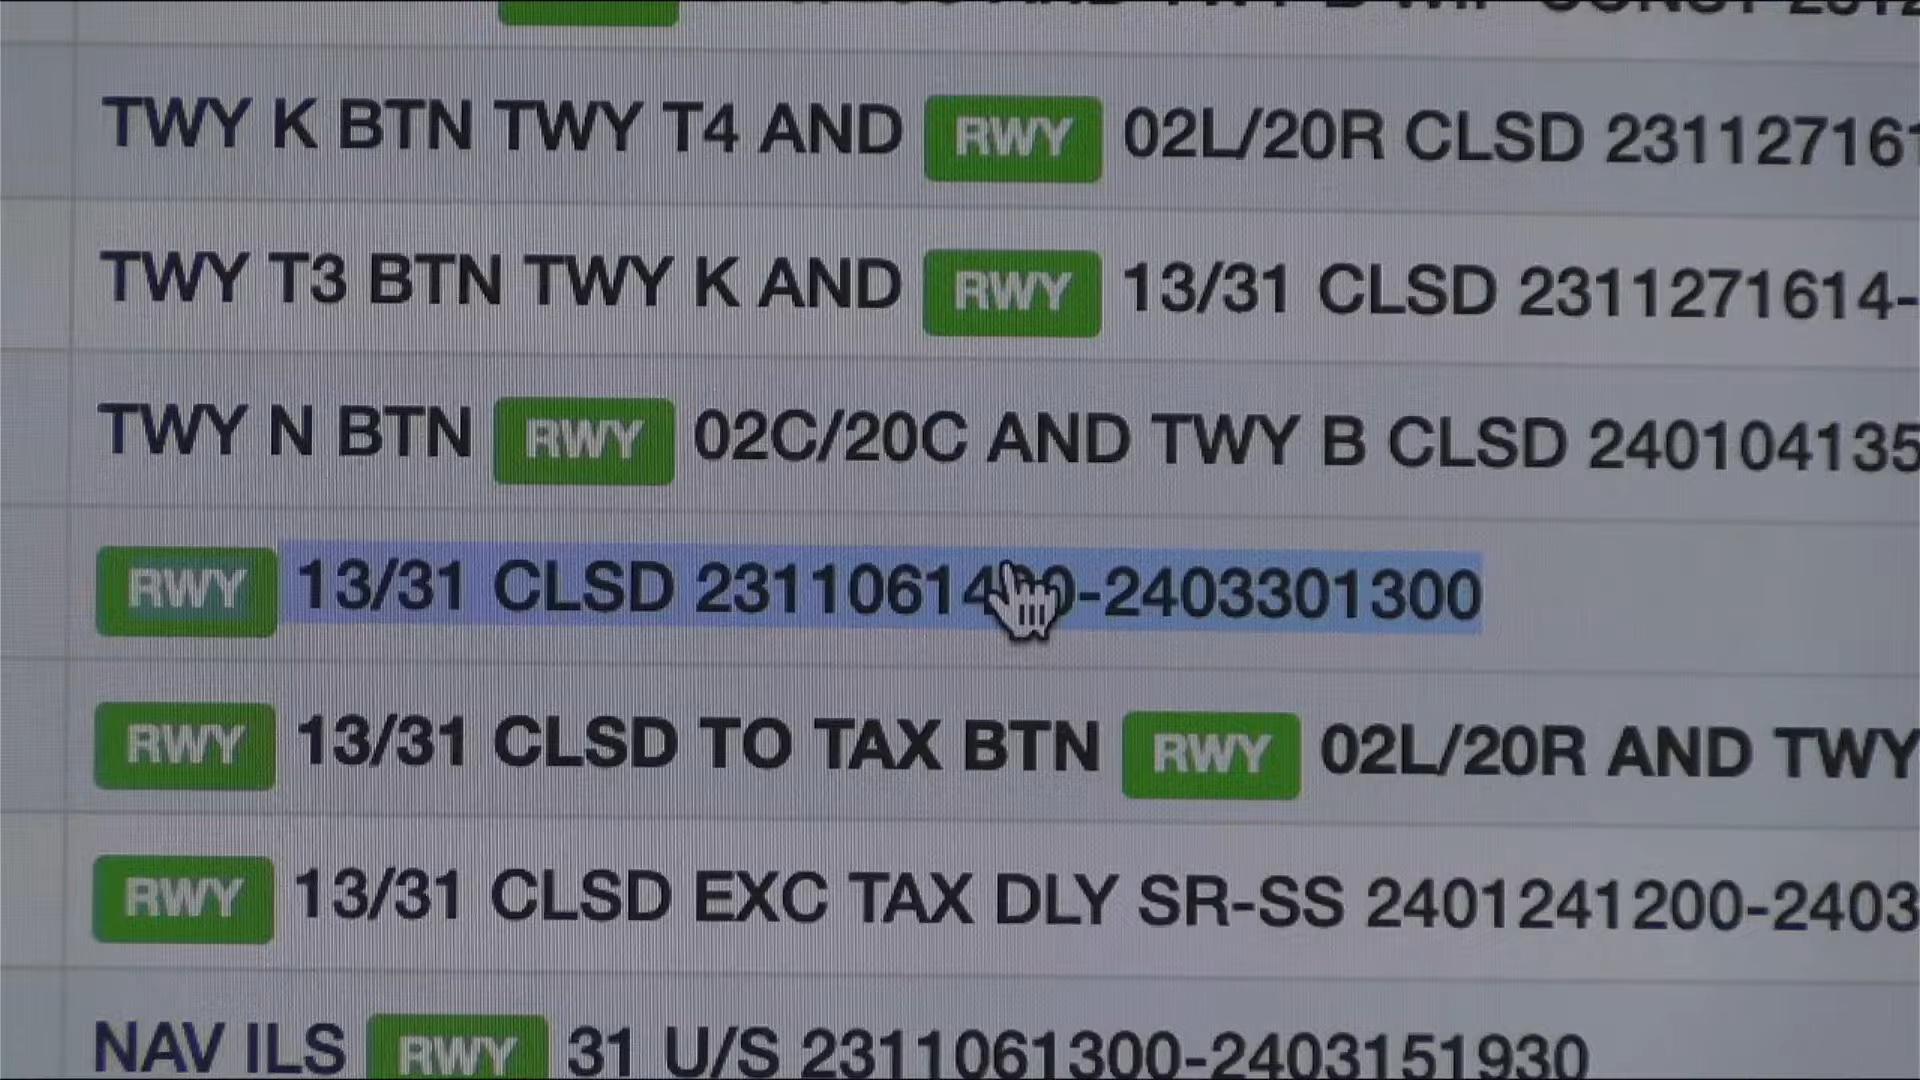 TWY K BTN TWY T4 AND RWY 02L/20R CLSD 23112716
TWY T3 BTN TWY K AND RWY 13/31 CLSD 2311271614-
TWY N BTN RWY 02C/20C AND TWY B CLSD 240104135
RWY 13/31 CLSD 2311061400-2403301300
RWY 13/31 CLSD TO TAX BTN RWY 02L/20R AND TWY
RWY 13/31 CLSD EXC TAX DLY SR-SS 2401241200-2403
NAV ILS RWY 31 U/S 2311061300-2403151930